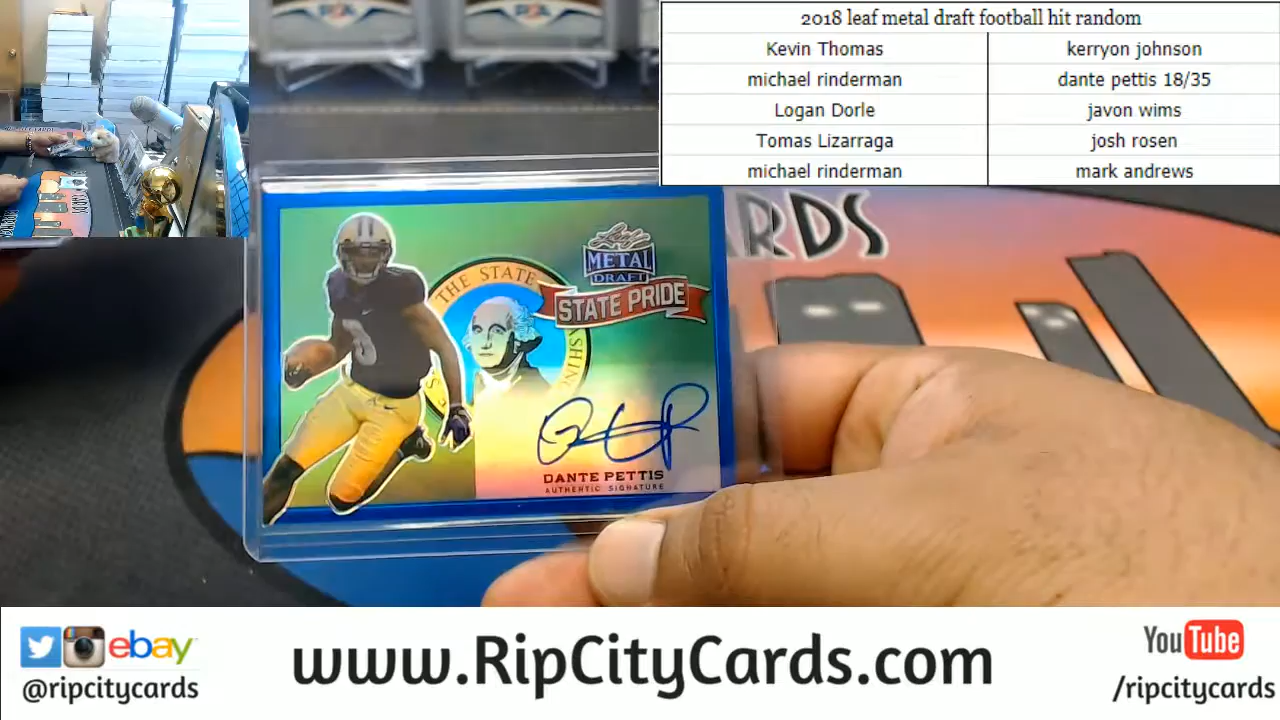 2018 leaf metal draft football hit random
Kevin Thomas kerryon johnson
michael rinderman dante pettis 18/35
Logan Dorle javon wims
Tomas Lizarraga josh rosen
michael rinderman mark andrews
RDS
Leaf
METAL
DRAFT
STATE PRIDE
THE STATE
SHING
DANTE PETTIS
AUTHENTIC SIGNATURE
ebay
@ripcitycards
www.RipCityCards.com
YouTube
/ripcitycards